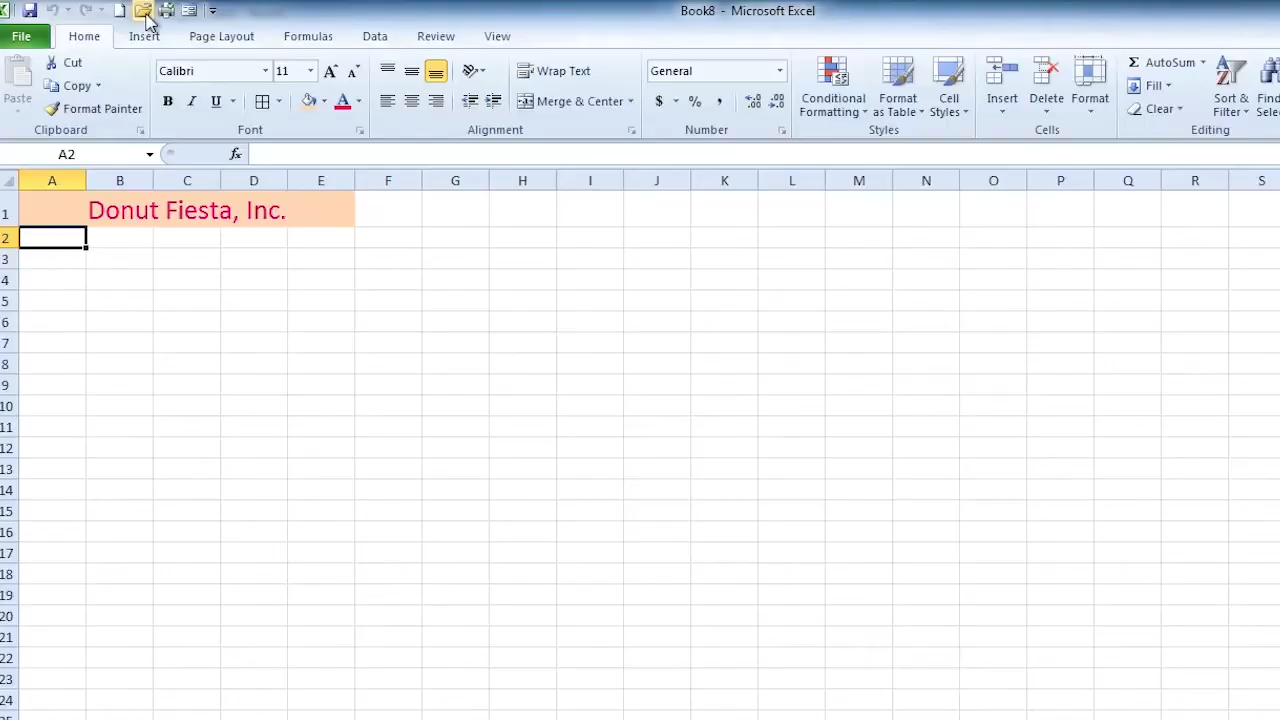 Book8 - Microsoft Excel
File Home Insert Page Layout Formulas Data Review View
Paste Cut Copy Format Painter Clipboard
Calibri 11 B I U Font
Wrap Text Merge & Center Alignment
General $ % , Number
Conditional Formatting Format as Table Cell Styles Styles
Insert Delete Format Cells
Σ AutoSum Fill Clear Sort & Filter Editing
A2 fx
A B C D E F G H I J K L M N O P Q R S
1 Donut Fiesta, Inc.
2
3
4
5
6
7
8
9
10
11
12
13
14
15
16
17
18
19
20
21
22
23
24